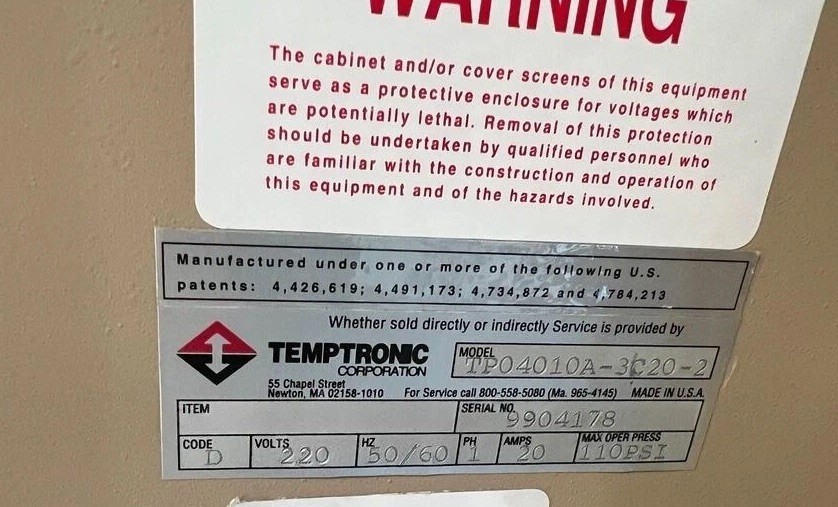 WARNING
The cabinet and/or cover screens of this equipment
serve as a protective enclosure for voltages which
are potentially lethal. Removal of this protection
should be undertaken by qualified personnel who
are familiar with the construction and operation of
this equipment and of the hazards involved.
Manufactured under one or more of the following U.S.
patents: 4,426,619; 4,491,173; 4,734,872 and 4,784,213
Whether sold directly or indirectly Service is provided by
TEMPTRONIC
CORPORATION
MODEL
TP04010A-3C20-2
55 Chapel Street
Newton, MA 02158-1010 For Service call 800-558-5080 (Ma. 965-4145) MADE IN U.S.A.
ITEM
SERIAL NO.
9904178
CODE VOLTS HZ PH AMPS MAX OPER PRESS
D 220 50/60 1 20 110PSI